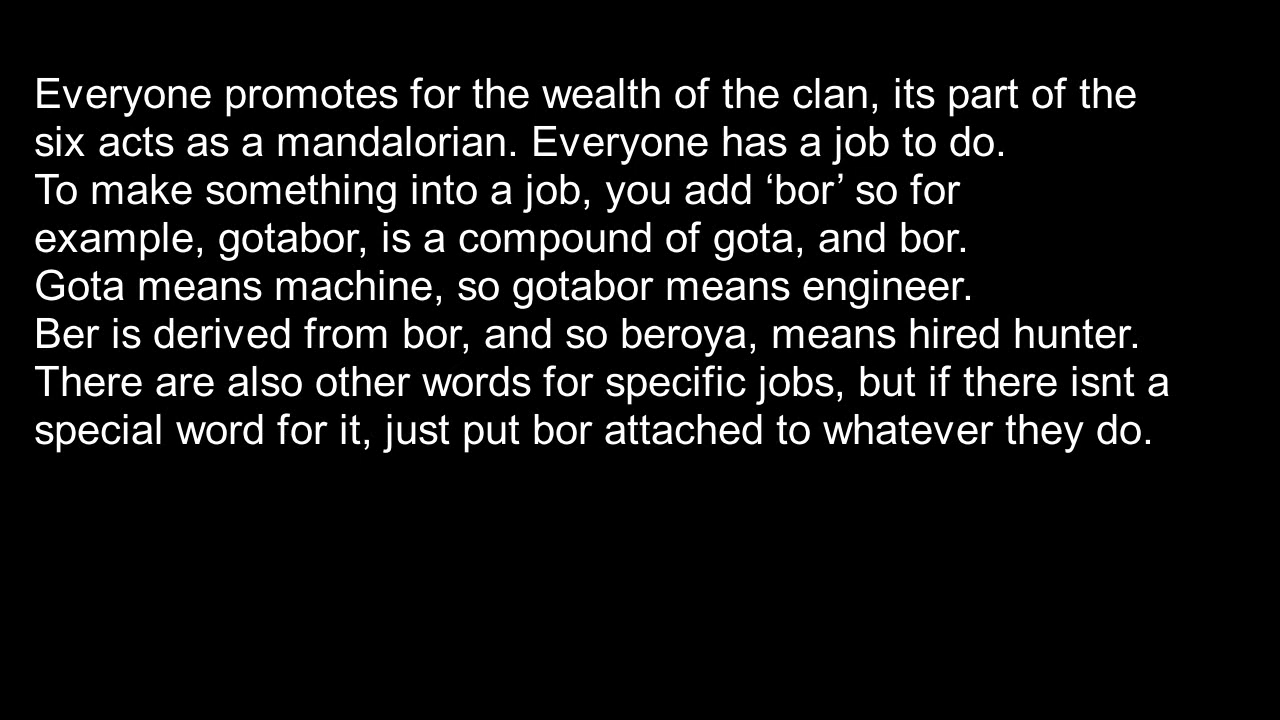 Everyone promotes for the wealth of the clan, its part of the
six acts as a mandalorian. Everyone has a job to do.
To make something into a job, you add ‘bor’ so for
example, gotabor, is a compound of gota, and bor.
Gota means machine, so gotabor means engineer.
Ber is derived from bor, and so beroya, means hired hunter.
There are also other words for specific jobs, but if there isnt a
special word for it, just put bor attached to whatever they do.